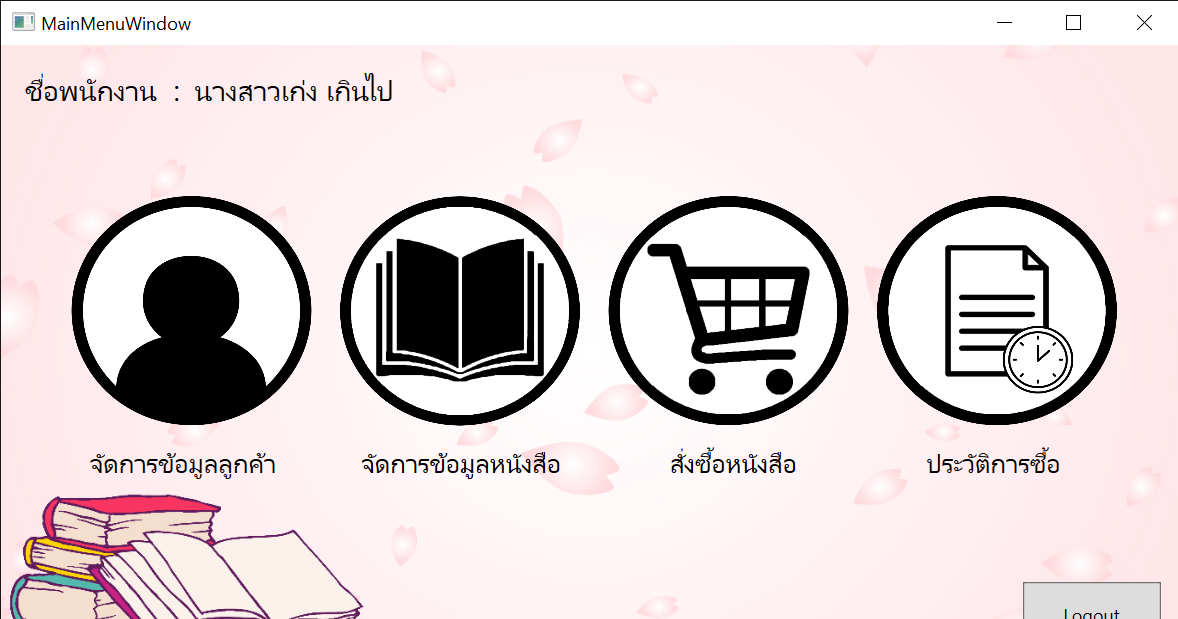 MainMenuWindow
ชื่อพนักงาน : นางสาวเก่ง เกินไป
จัดการข้อมูลลูกค้า
จัดการข้อมูลหนังสือ
สั่งซื้อหนังสือ
ประวัติการซื้อ
Logout